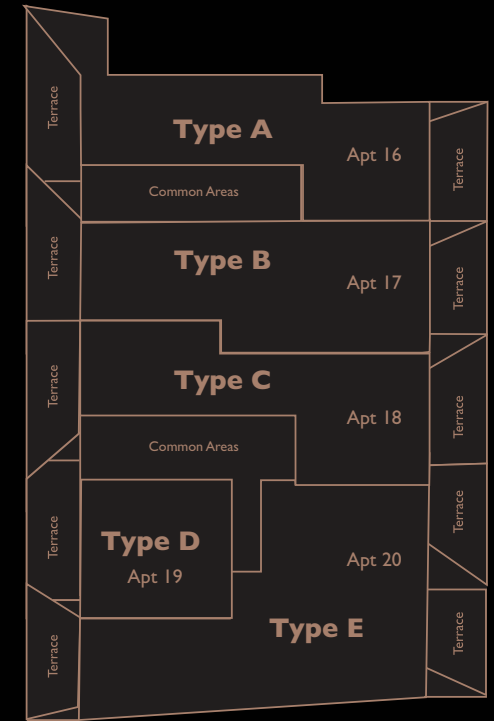 Terrace
Type A
Apt 16
Terrace
Common Areas
Terrace
Type B
Apt 17
Terrace
Terrace
Type C
Apt 18
Terrace
Common Areas
Terrace
Type D
Apt 19
Terrace
Apt 20
Type E
Terrace
Terrace